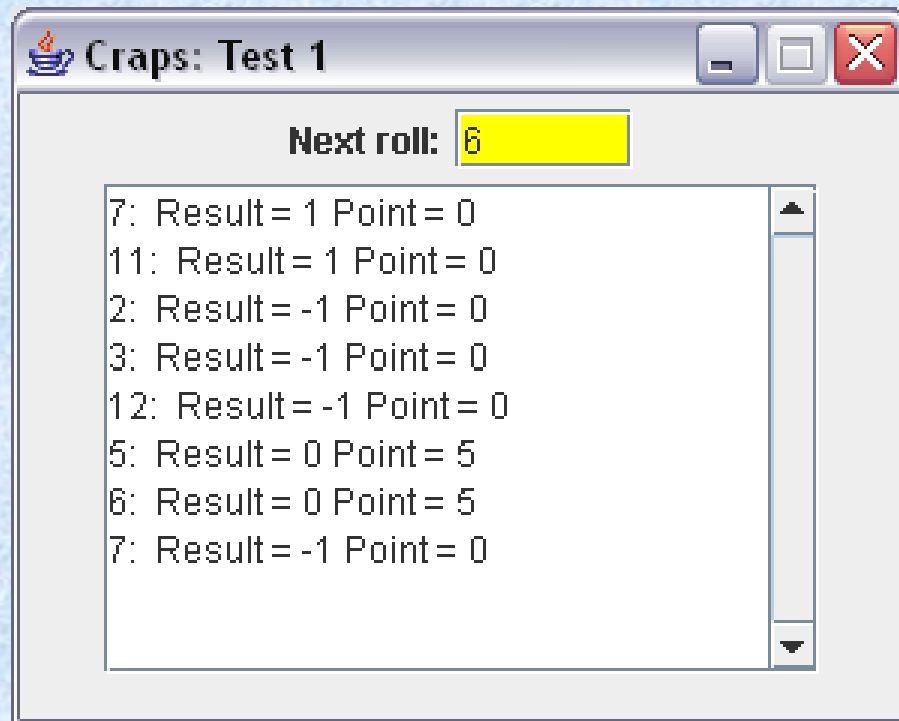 Craps: Test 1
Next roll: 6
7: Result = 1 Point = 0
11: Result = 1 Point = 0
2: Result = -1 Point = 0
3: Result = -1 Point = 0
12: Result = -1 Point = 0
5: Result = 0 Point = 5
6: Result = 0 Point = 5
7: Result = -1 Point = 0